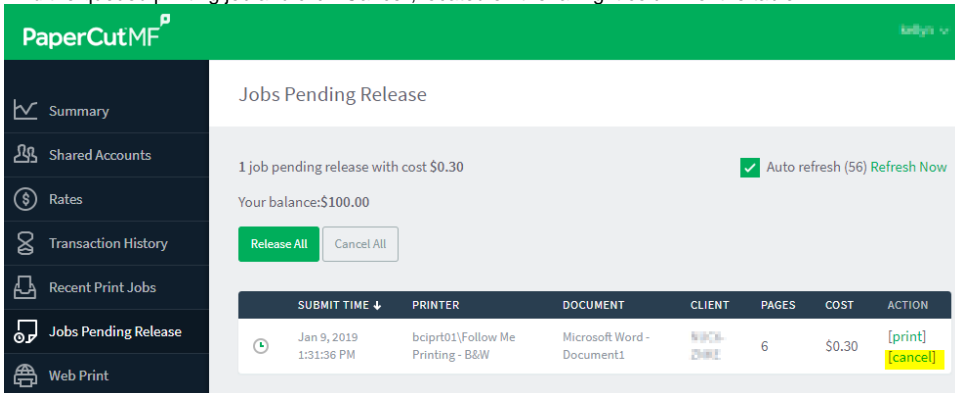 PaperCutMF
Summary
Shared Accounts
Rates
Transaction History
Recent Print Jobs
Jobs Pending Release
Web Print
Jobs Pending Release
1 job pending release with cost $0.30
Auto refresh (56) Refresh Now
Your balance:$100.00
Release All Cancel All
SUBMIT TIME ↓ PRINTER DOCUMENT CLIENT PAGES COST ACTION
Jan 9, 2019 bciprt01\Follow Me Microsoft Word - [print]
1:31:36 PM Printing - B&W Document1 6 $0.30 [cancel]